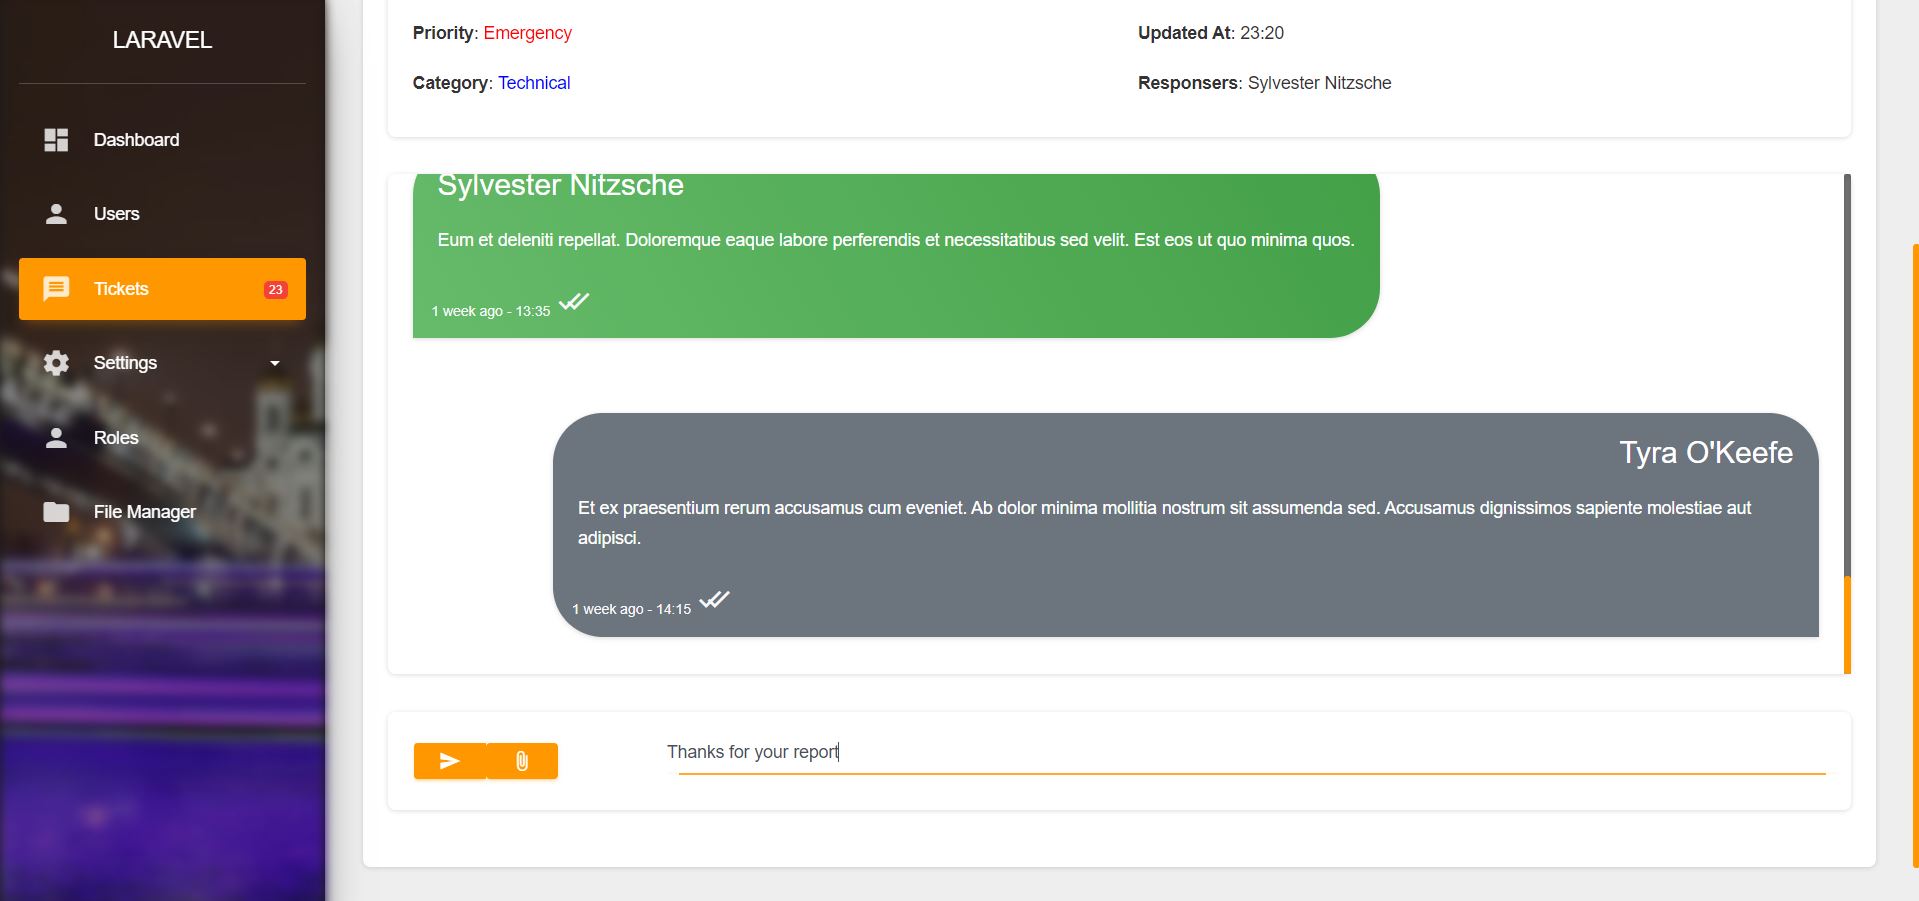 LARAVEL
Dashboard
Users
Tickets 23
Settings
Roles
File Manager
Priority: Emergency
Updated At: 23:20
Category: Technical
Responsers: Sylvester Nitzsche
Sylvester Nitzsche
Eum et deleniti repellat. Doloremque eaque labore perferendis et necessitatibus sed velit. Est eos ut quo minima quos.
1 week ago - 13:35
Tyra O'Keefe
Et ex praesentium rerum accusamus cum eveniet. Ab dolor minima mollitia nostrum sit assumenda sed. Accusamus dignissimos sapiente molestiae aut
adipisci.
1 week ago - 14:15
Thanks for your report